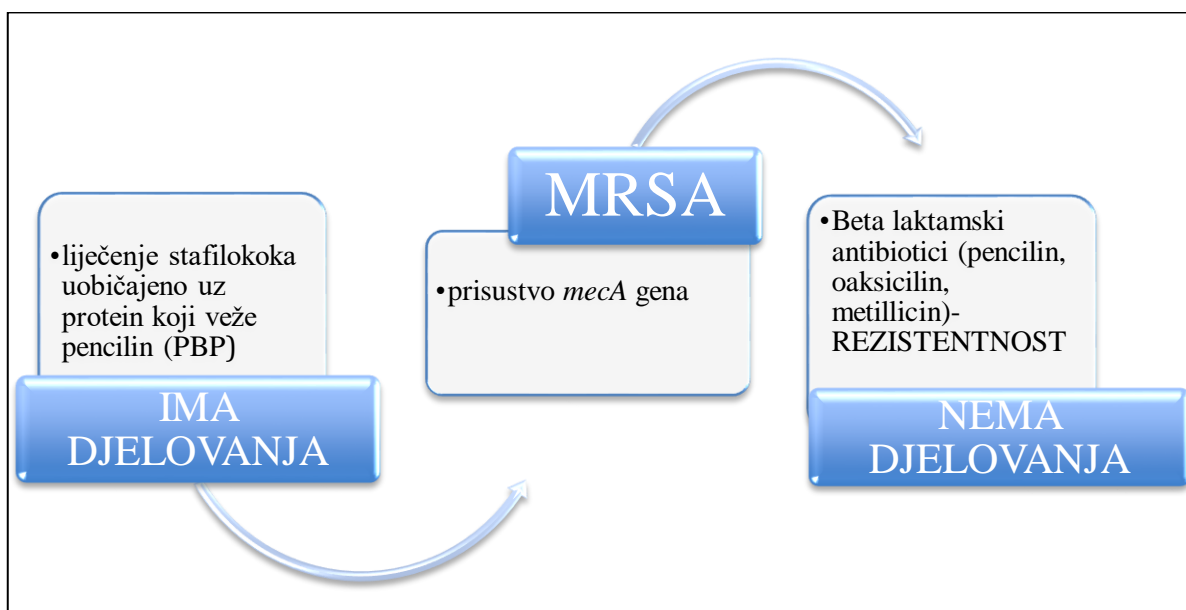 •liječenje stafilokoka
uobičajeno uz
protein koji veže
pencilin (PBP)
IMA
DJELOVANJA
MRSA
•prisustvo mecA gena
•Beta laktamski
antibiotici (pencilin,
oaksicilin,
metillicin)-
REZISTENTNOST
NEMA
DJELOVANJA